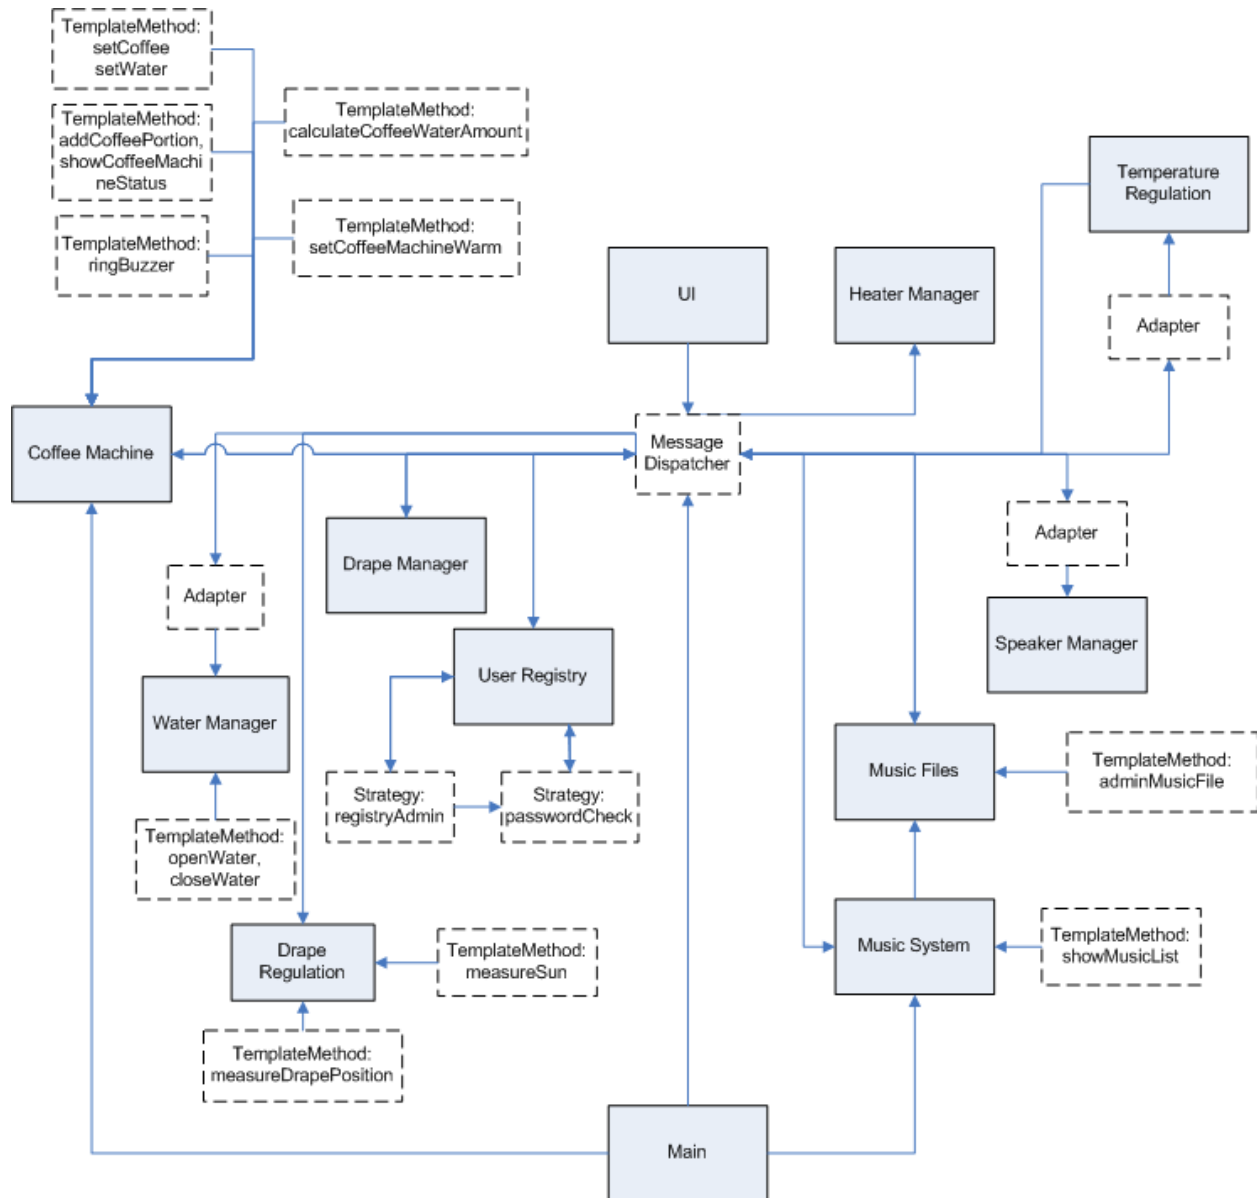 TemplateMethod:
setCoffee
setWater
TemplateMethod:
calculateCoffeeWaterAmount
TemplateMethod:
addCoffeePortion,
showCoffeeMachi
neStatus
Temperature
Regulation
TemplateMethod:
setCoffeeMachineWarm
TemplateMethod:
ringBuzzer
UI
Heater Manager
Adapter
Coffee Machine
Message
Dispatcher
Adapter
Drape Manager
Adapter
Speaker Manager
User Registry
Water Manager
Music Files
TemplateMethod:
adminMusicFile
Strategy:
registryAdmin
Strategy:
passwordCheck
TemplateMethod:
openWater,
closeWater
Drape
Regulation
TemplateMethod:
measureSun
Music System
TemplateMethod:
showMusicList
TemplateMethod:
measureDrapePosition
Main